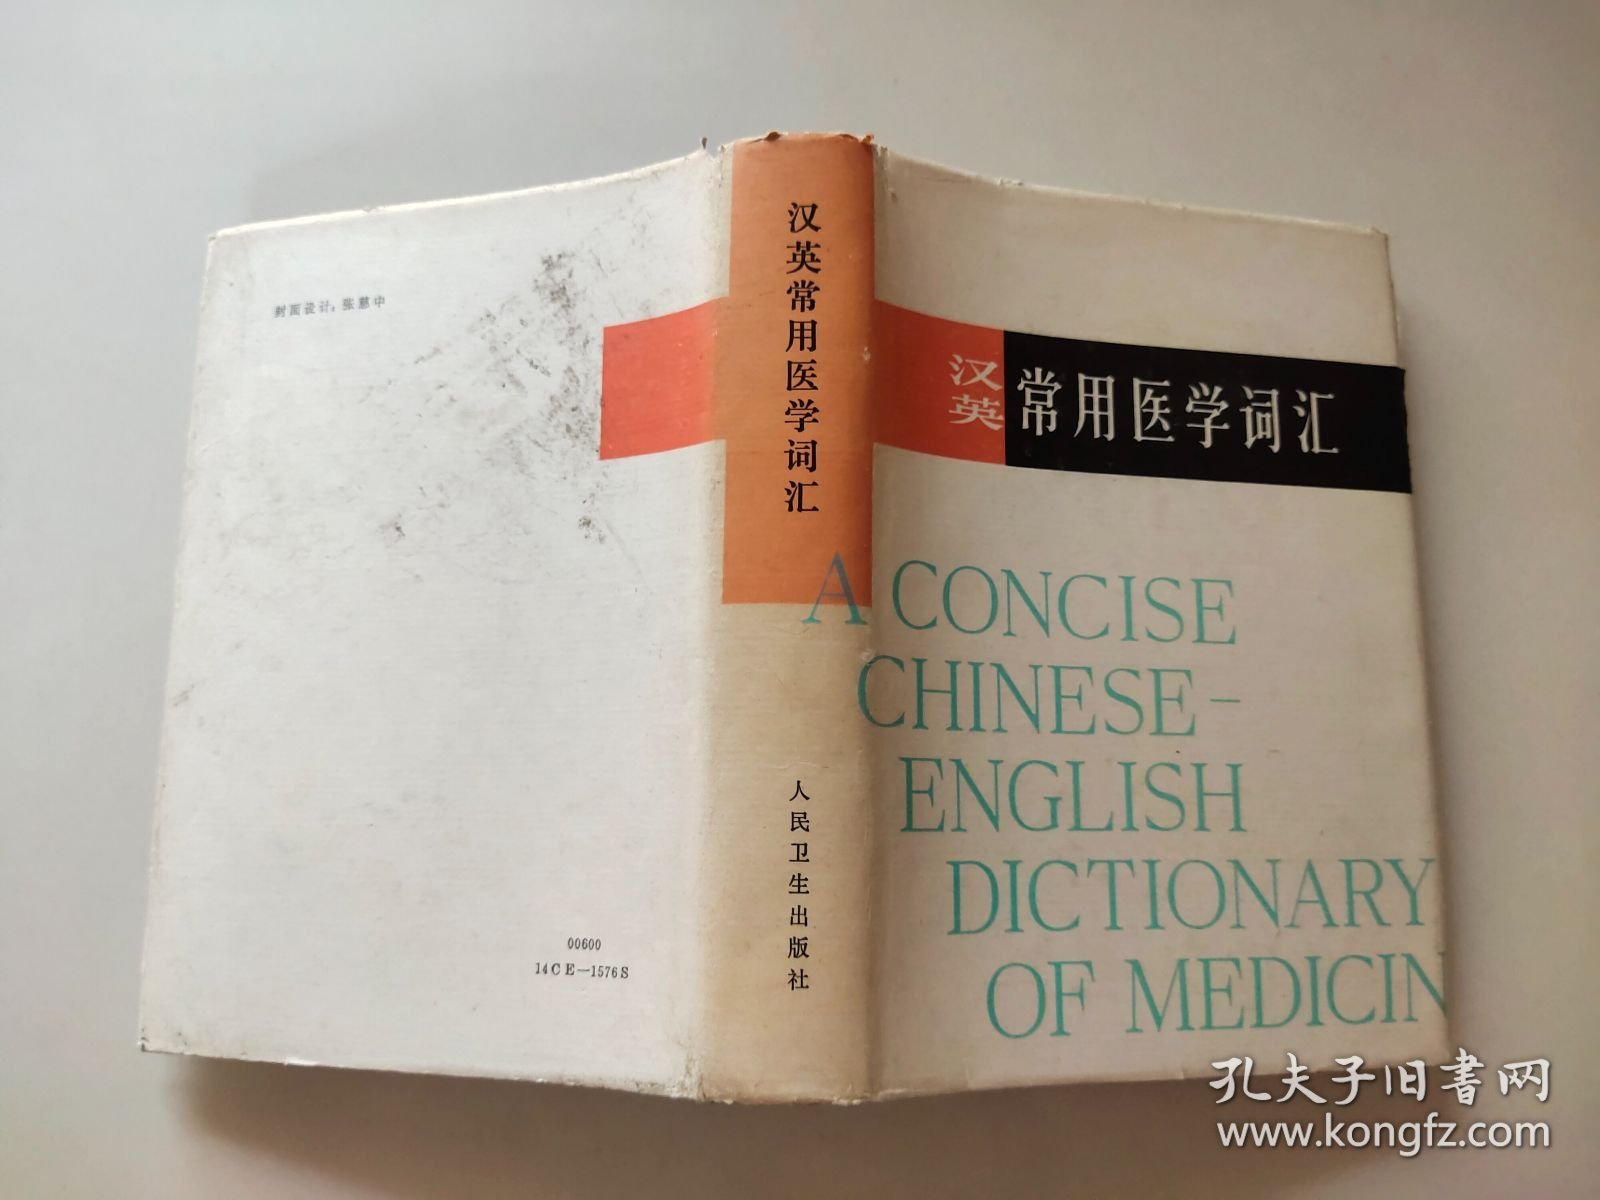 封面设计：张慈中
00600
14CE—1576S
汉英常用医学词汇
人民卫生出版社
汉英
常用医学词汇
A CONCISE
CHINESE-
ENGLISH
DICTIONARY
OF MEDICIN
孔夫子旧书网
www.kongfz.com